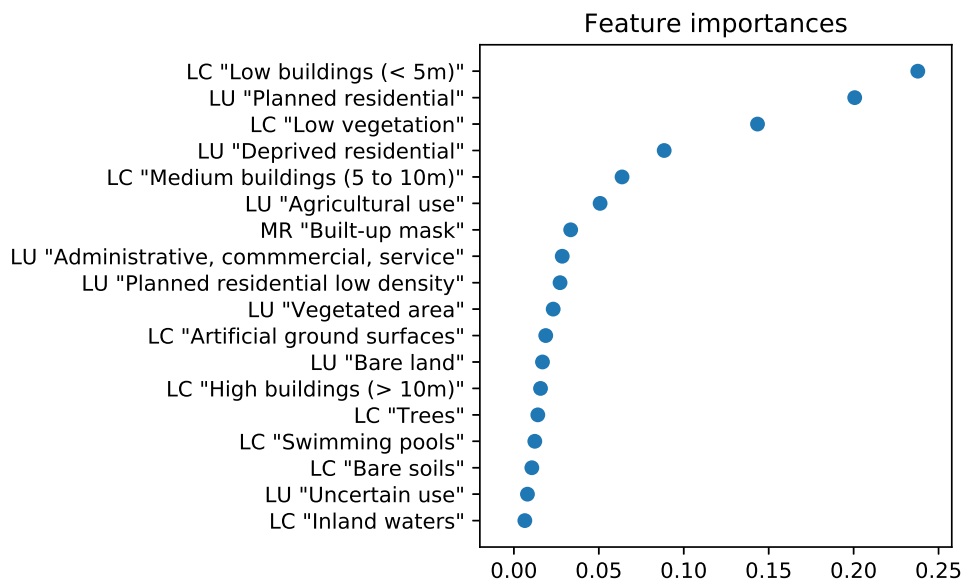 Feature importances
LC "Low buildings (< 5m)"
LU "Planned residential"
LC "Low vegetation"
LU "Deprived residential"
LC "Medium buildings (5 to 10m)"
LU "Agricultural use"
MR "Built-up mask"
LU "Administrative, commmercial, service"
LU "Planned residential low density"
LU "Vegetated area"
LC "Artificial ground surfaces"
LU "Bare land"
LC "High buildings (> 10m)"
LC "Trees"
LC "Swimming pools"
LC "Bare soils"
LU "Uncertain use"
LC "Inland waters"
0.00 0.05 0.10 0.15 0.20 0.25